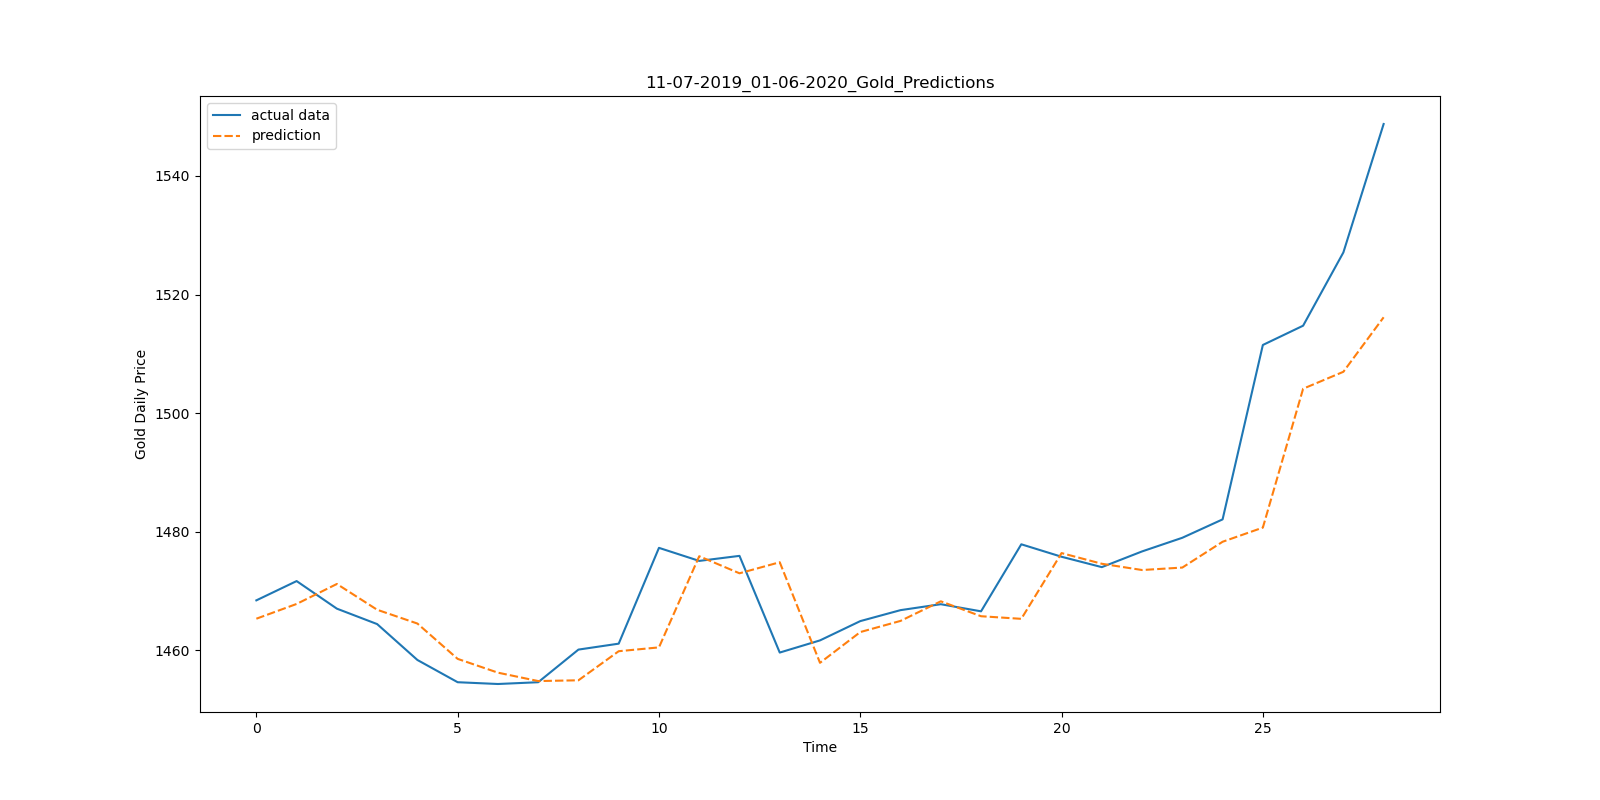 11-07-2019_01-06-2020_Gold_Predictions
actual data
prediction
1540
1520
1500
1480
1460
Gold Daily Price
0 5 10 15 20 25
Time